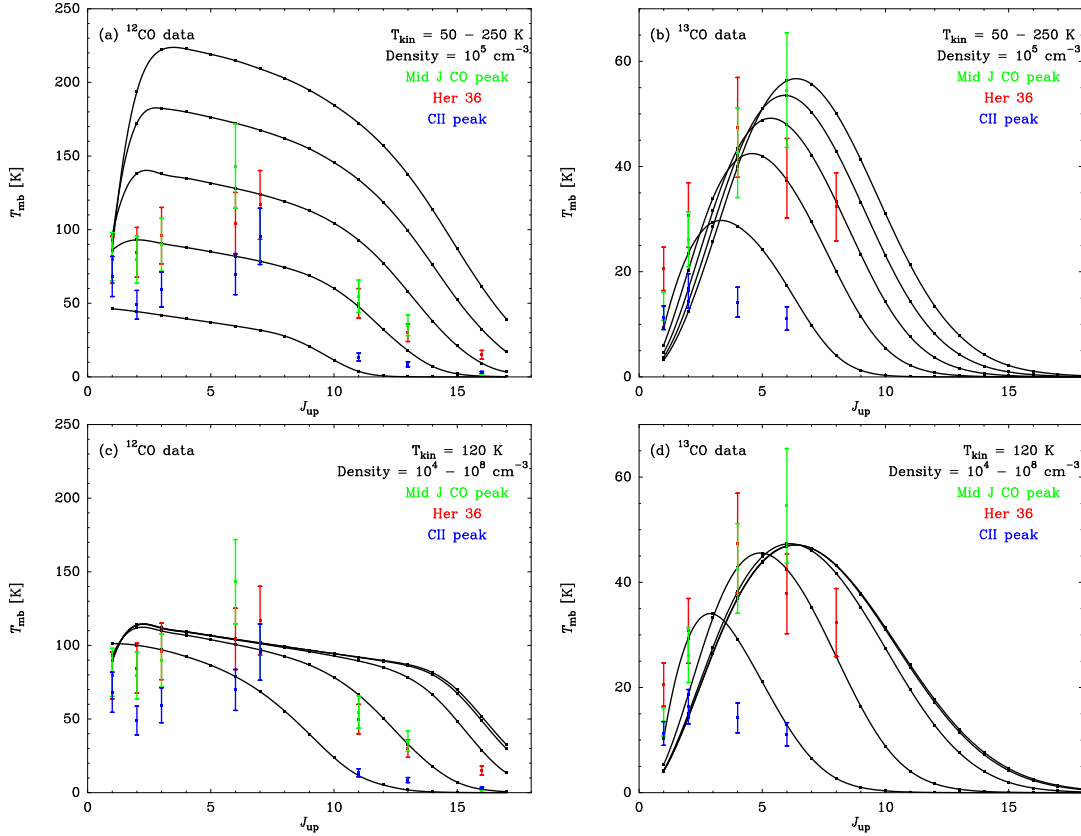 (a) ¹²CO data
T_kin = 50 – 250 K
Density = 10⁵ cm⁻³
Mid J CO peak
Her 36
CII peak
T_mb [K]
250
200
150
100
50
0
0 5 10 15
J_up
(b) ¹³CO data
T_kin = 50 – 250 K
Density = 10⁵ cm⁻³
Mid J CO peak
Her 36
CII peak
T_mb [K]
60
40
20
0
0 5 10 15
J_up
(c) ¹²CO data
T_kin = 120 K
Density = 10⁴ – 10⁸ cm⁻³
Mid J CO peak
Her 36
CII peak
T_mb [K]
250
200
150
100
50
0
0 5 10 15
J_up
(d) ¹³CO data
T_kin = 120 K
Density = 10⁴ – 10⁸ cm⁻³
Mid J CO peak
Her 36
CII peak
T_mb [K]
60
40
20
0
0 5 10 15
J_up